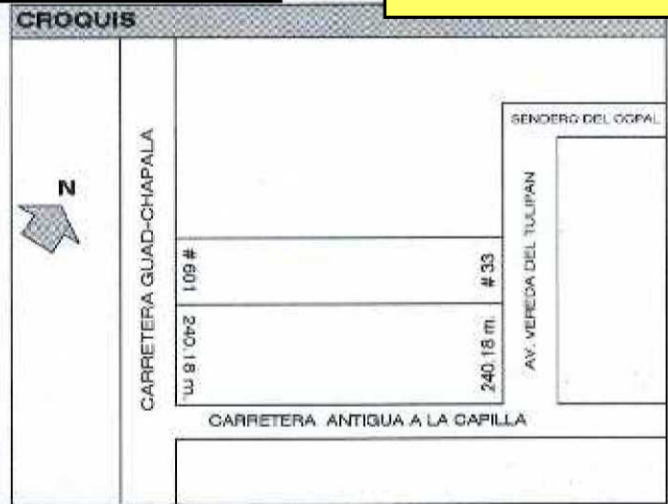 CROQUIS
SENDERO DEL COPAL
N
CARRETERA GUAD-CHAPALA
AV. VEREDA DEL TULIPAN
# 601
# 33
240.18 m.
240.18 m.
CARRETERA ANTIGUA A LA CAPILLA